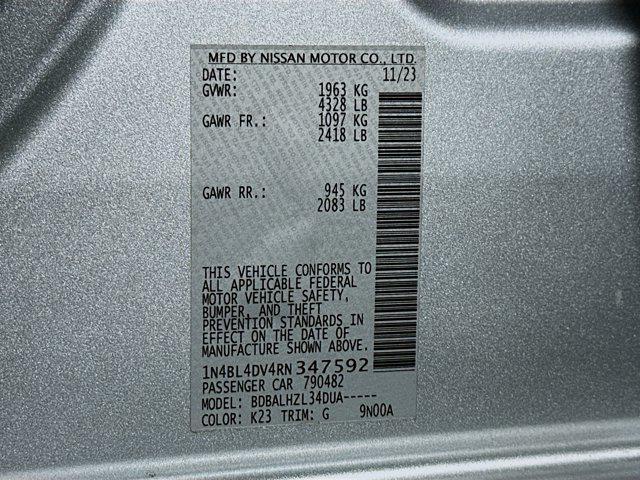 MFD BY NISSAN MOTOR CO., LTD.
DATE: 11/23
GVWR: 1963 KG
4328 LB
GAWR FR.: 1097 KG
2418 LB
GAWR RR.: 945 KG
2083 LB
THIS VEHICLE CONFORMS TO
ALL APPLICABLE FEDERAL
MOTOR VEHICLE SAFETY,
BUMPER, AND THEFT
PREVENTION STANDARDS IN
EFFECT ON THE DATE OF
MANUFACTURE SHOWN ABOVE.
1N4BL4DV4RN347592
PASSENGER CAR 790482
MODEL: BDBALHZL34DUA-----
COLOR: K23 TRIM: G 9N00A